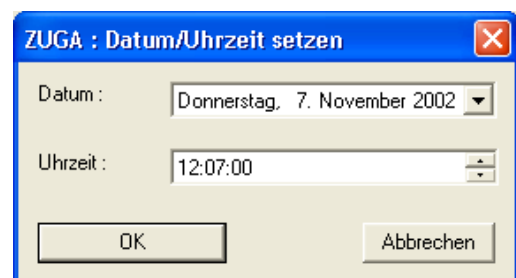 ZUGA : Datum/Uhrzeit setzen
Datum : Donnerstag, 7. November 2002
Uhrzeit : 12:07:00
OK Abbrechen